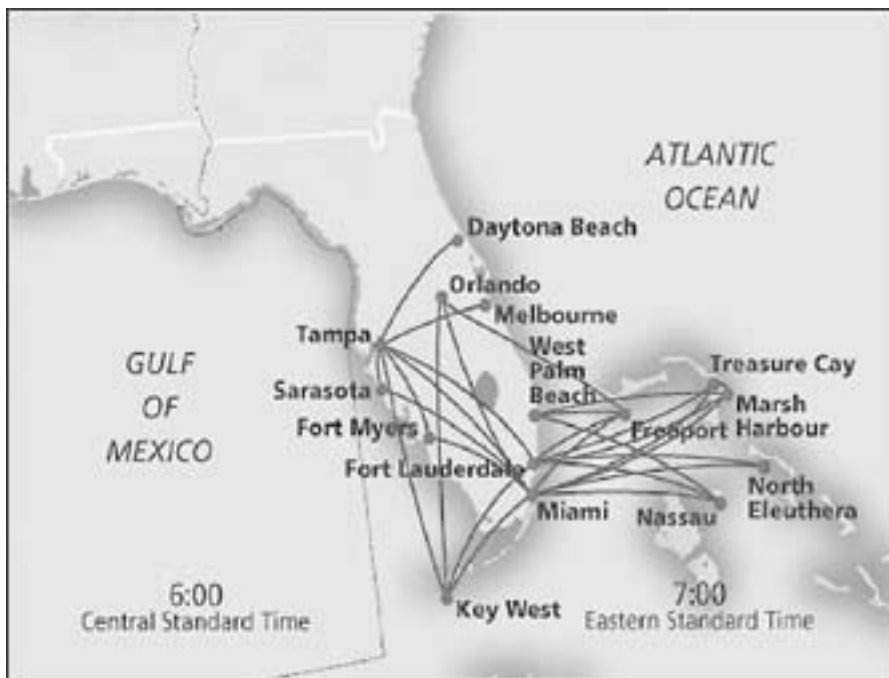 ATLANTIC
OCEAN
Daytona Beach
Orlando
Melbourne
Tampa
West
Palm
Beach
Treasure Cay
GULF
OF
MEXICO
Sarasota
Marsh
Harbour
Fort Myers
Freeport
Fort Lauderdale
North
Eleuthera
Miami
Nassau
6:00
Central Standard Time
7:00
Eastern Standard Time
Key West